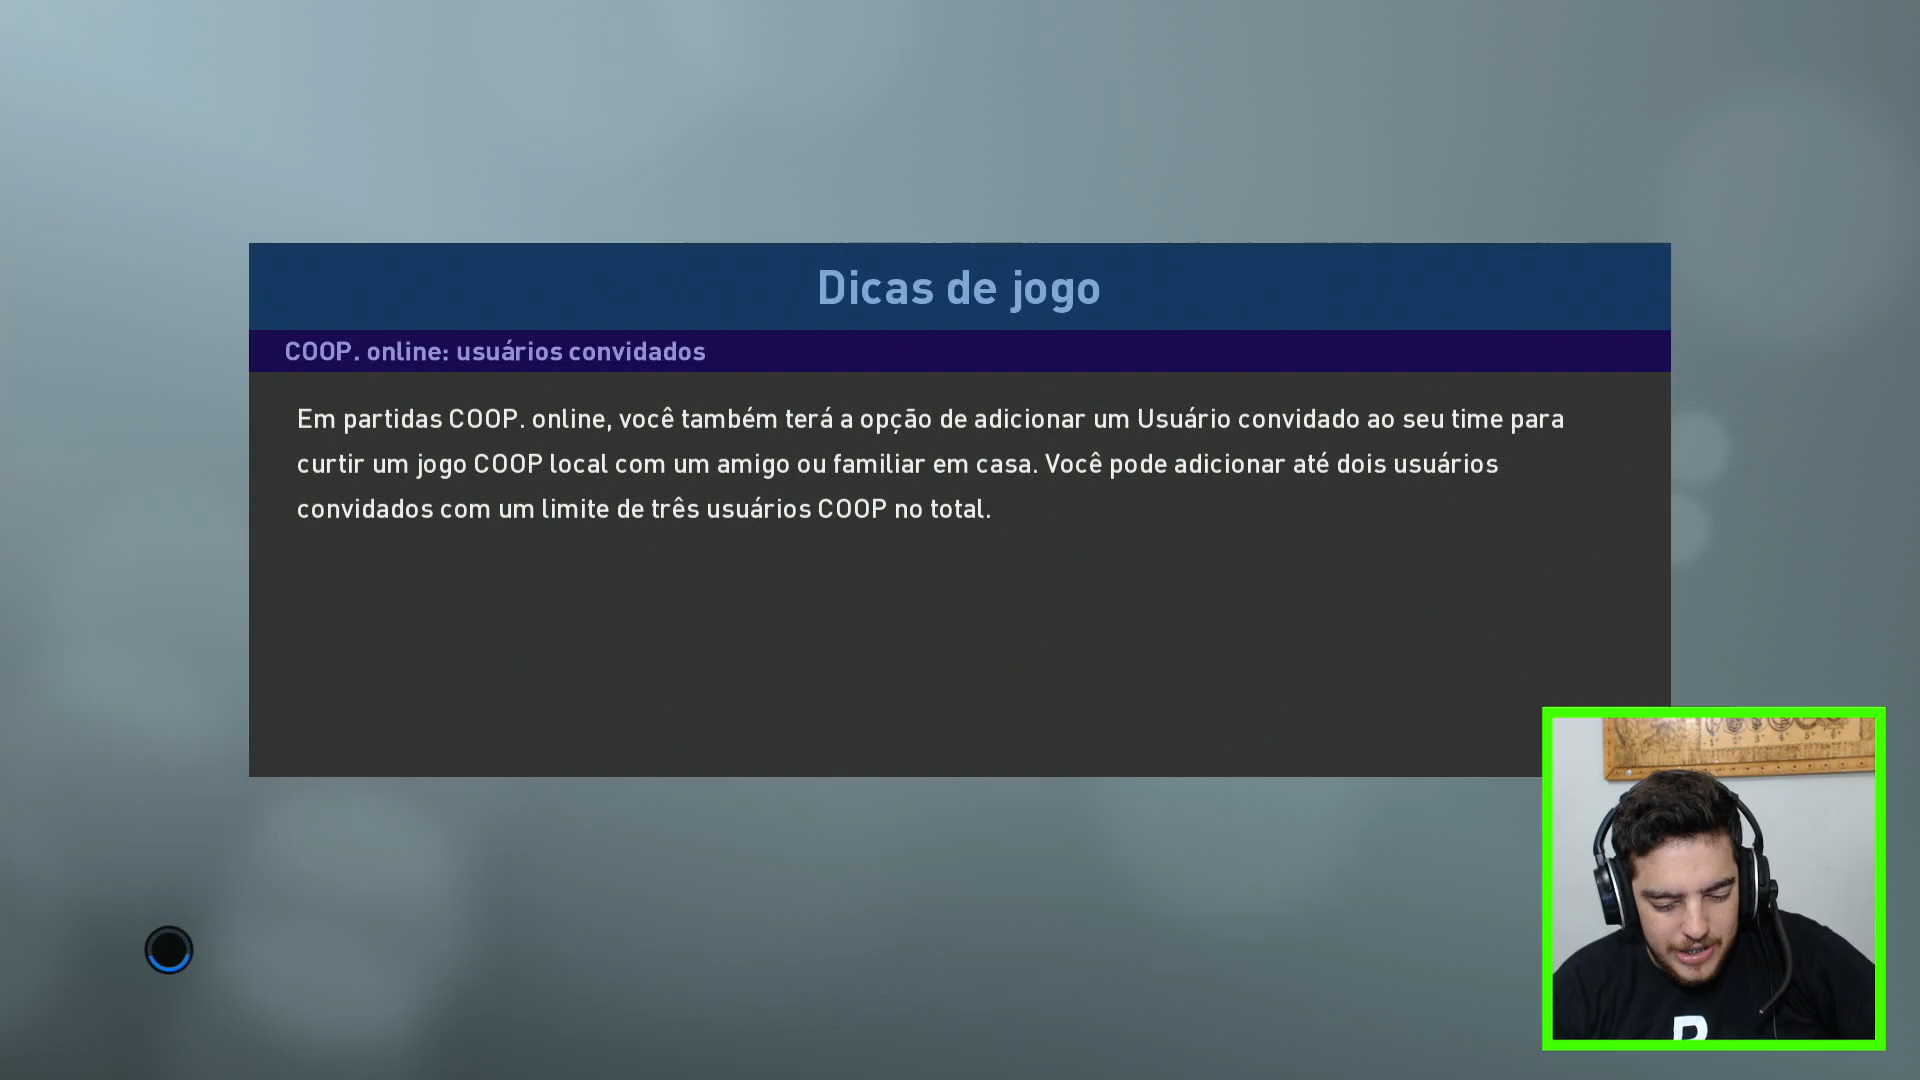 Dicas de jogo
COOP. online: usuários convidados
Em partidas COOP. online, você também terá a opção de adicionar um Usuário convidado ao seu time para
curtir um jogo COOP local com um amigo ou familiar em casa. Você pode adicionar até dois usuários
convidados com um limite de três usuários COOP no total.